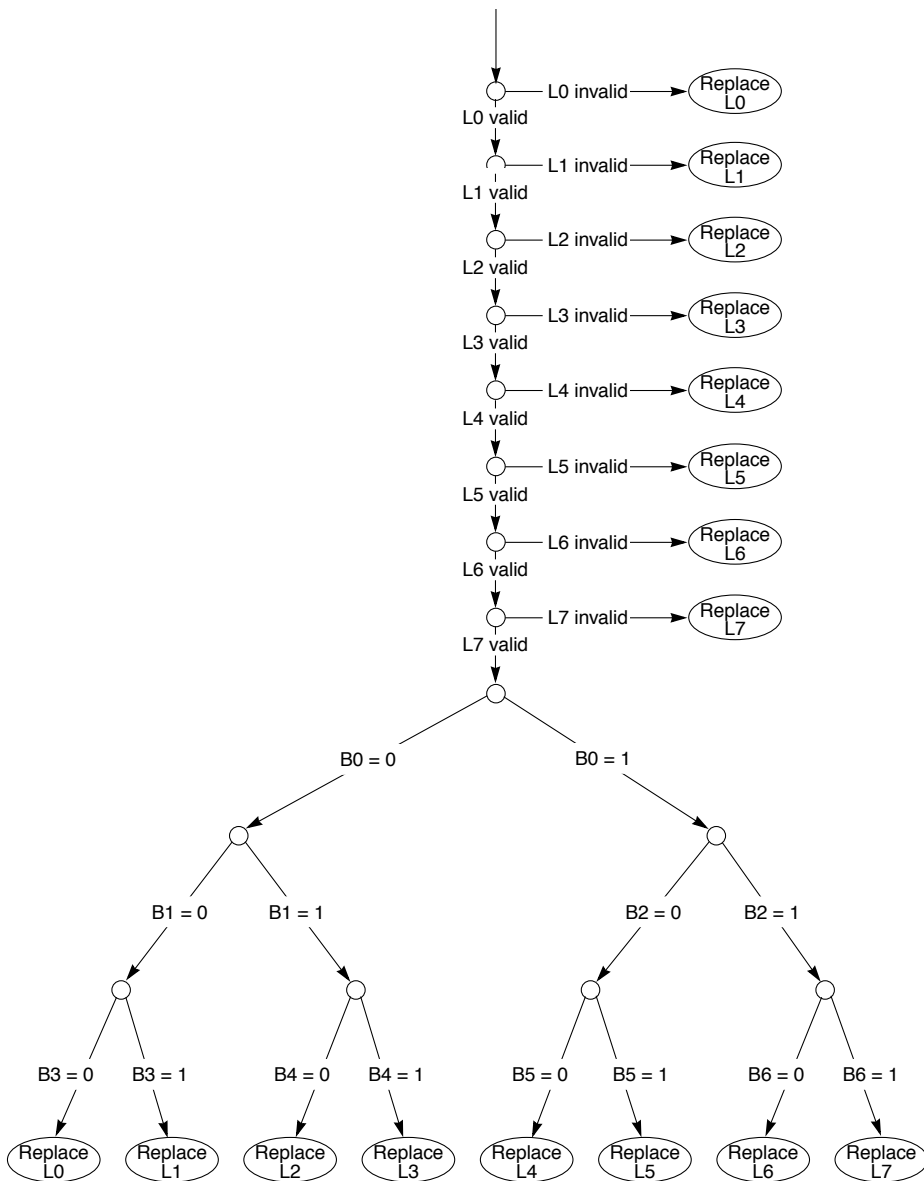 L0 invalid
Replace
L0
L0 valid
L1 invalid
Replace
L1
L1 valid
L2 invalid
Replace
L2
L2 valid
L3 invalid
Replace
L3
L3 valid
L4 invalid
Replace
L4
L4 valid
L5 invalid
Replace
L5
L5 valid
L6 invalid
Replace
L6
L6 valid
L7 invalid
Replace
L7
L7 valid
B0 = 0
B0 = 1
B1 = 0
B1 = 1
B2 = 0
B2 = 1
B3 = 0
B3 = 1
B4 = 0
B4 = 1
B5 = 0
B5 = 1
B6 = 0
B6 = 1
Replace
L0
Replace
L1
Replace
L2
Replace
L3
Replace
L4
Replace
L5
Replace
L6
Replace
L7